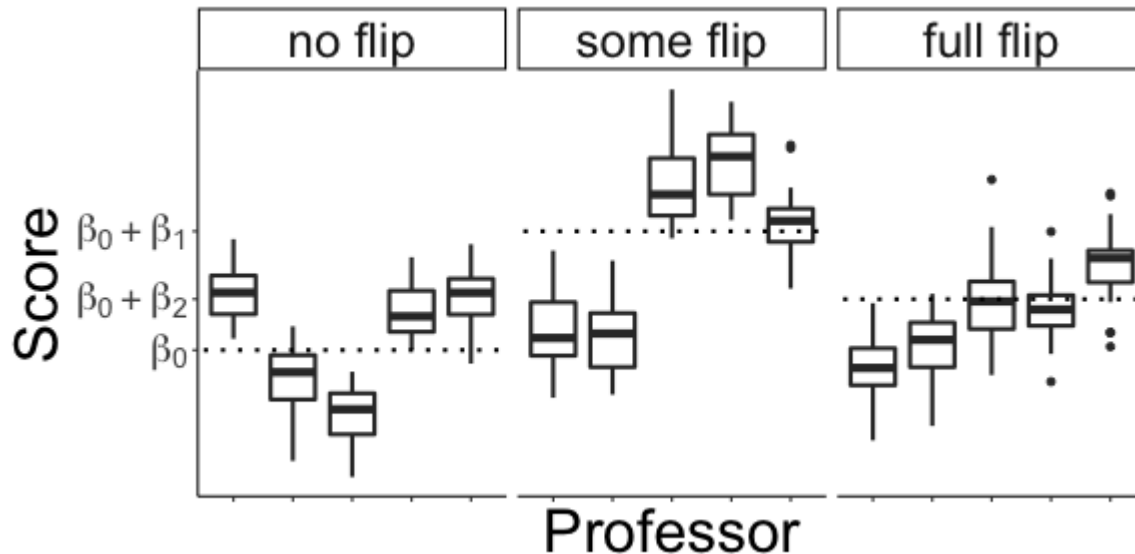 no flip
some flip
full flip
Score
β₀ + β₁
β₀ + β₂
β₀
Professor